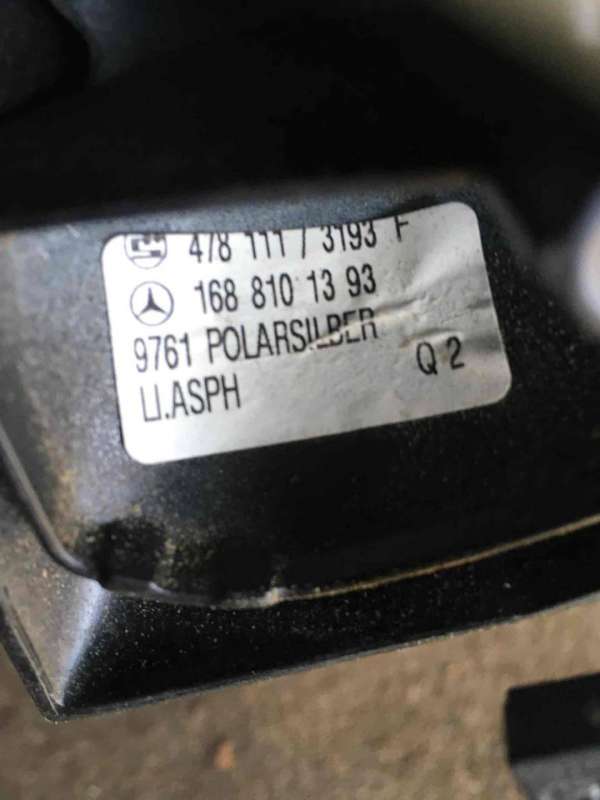 478 111 / 3193 F
168 810 13 93
9761 POLARSILBER
LI.ASPH Q 2